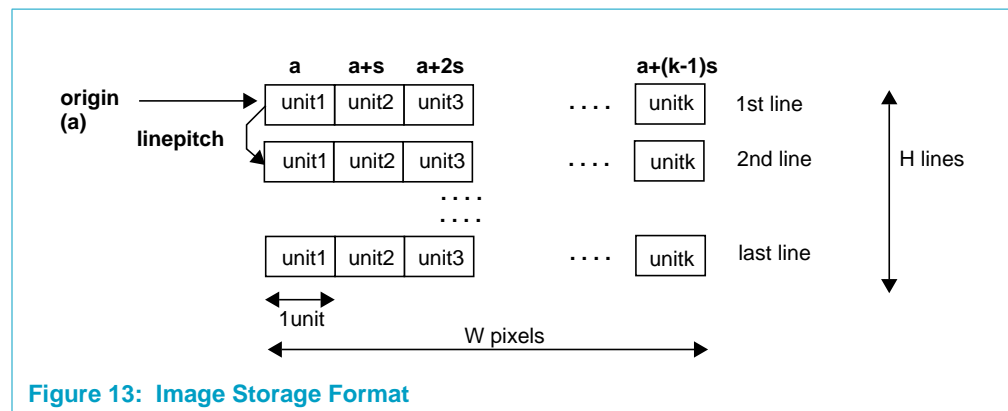 a a+s a+2s a+(k-1)s
origin (a)
unit1 unit2 unit3 .... unitk 1st line
linepitch
unit1 unit2 unit3 .... unitk 2nd line
H lines
....
....
unit1 unit2 unit3 .... unitk last line
1unit
W pixels
Figure 13: Image Storage Format